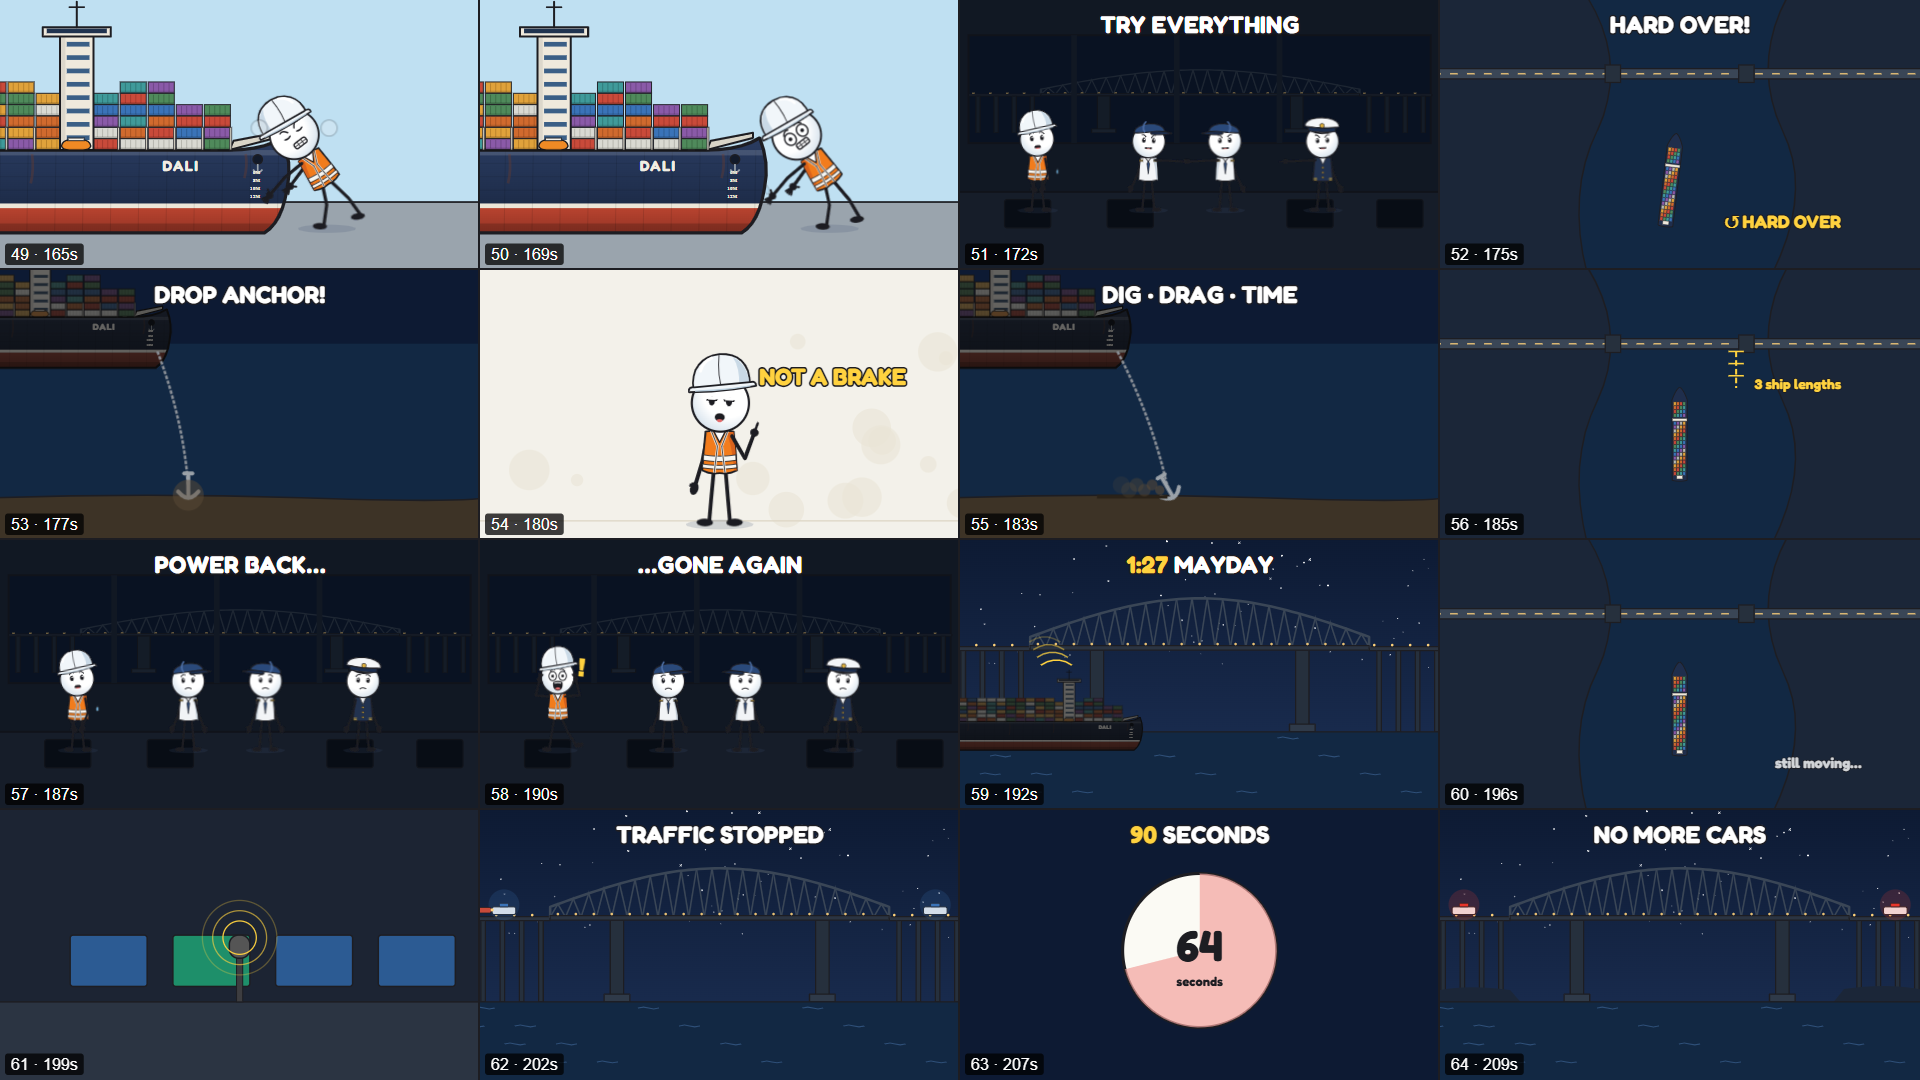 DALI
49 · 165s
DALI
50 · 169s
TRY EVERYTHING
51 · 172s
HARD OVER!
↺ HARD OVER
52 · 175s
DROP ANCHOR!
DALI
53 · 177s
NOT A BRAKE
54 · 180s
DIG · DRAG · TIME
DALI
55 · 183s
3 ship lengths
56 · 185s
POWER BACK...
57 · 187s
...GONE AGAIN
!
58 · 190s
1:27 MAYDAY
DALI
59 · 192s
still moving...
60 · 196s
61 · 199s
TRAFFIC STOPPED
62 · 202s
90 SECONDS
64
seconds
63 · 207s
NO MORE CARS
64 · 209s